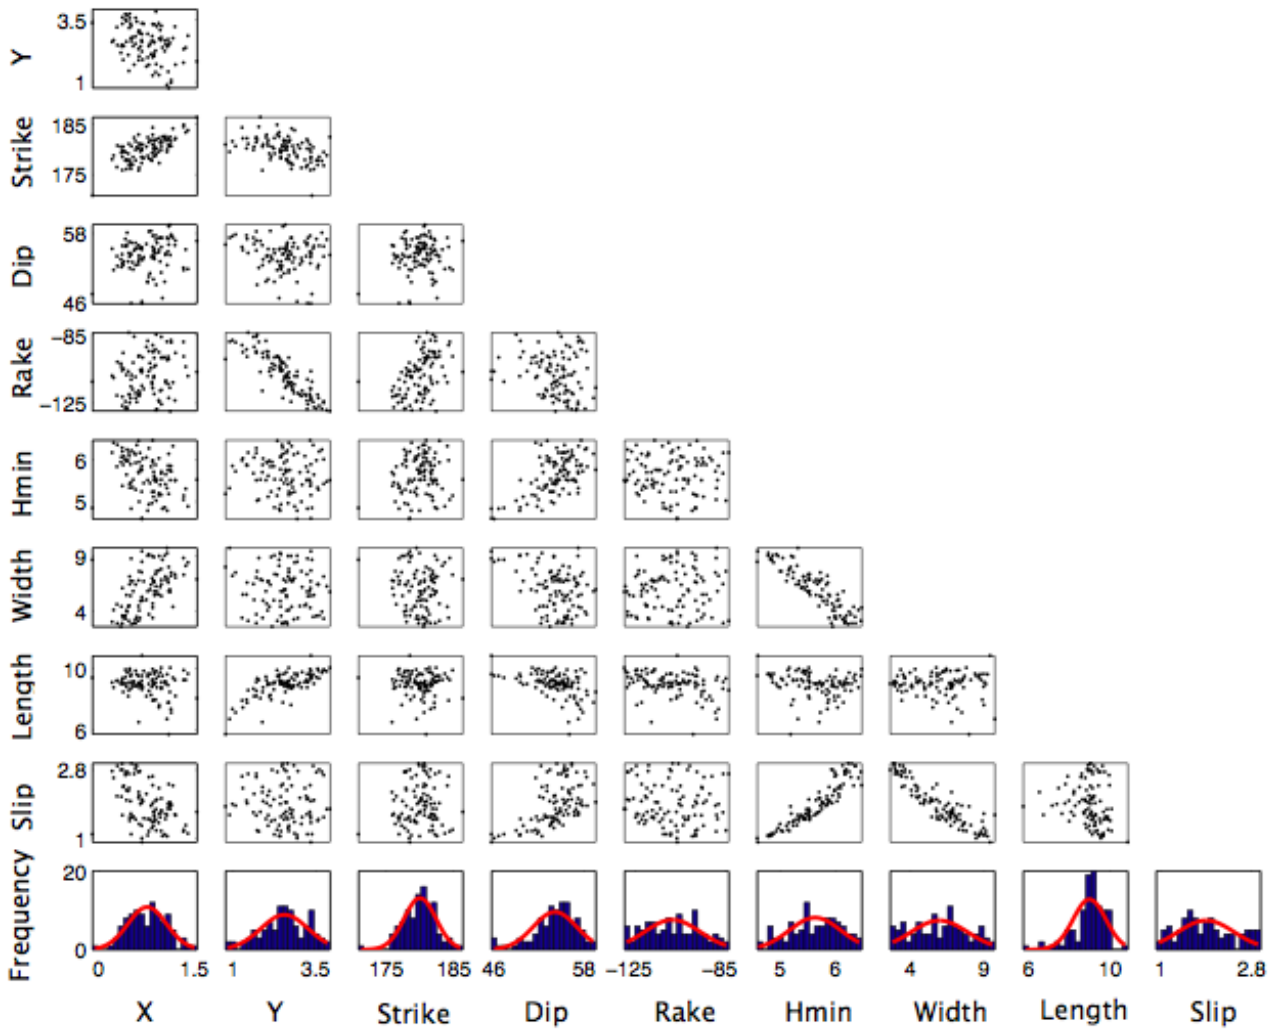 Y 3.5
1
Strike 185
175
Dip 58
46
Rake −85
−125
Hmin 6
5
Width 9
4
Length 10
6
Slip 2.8
1
Frequency 20
0
0 1.5 1 3.5 175 185 46 58 −125 −85 5 6 4 9 6 10 1 2.8
X Y Strike Dip Rake Hmin Width Length Slip